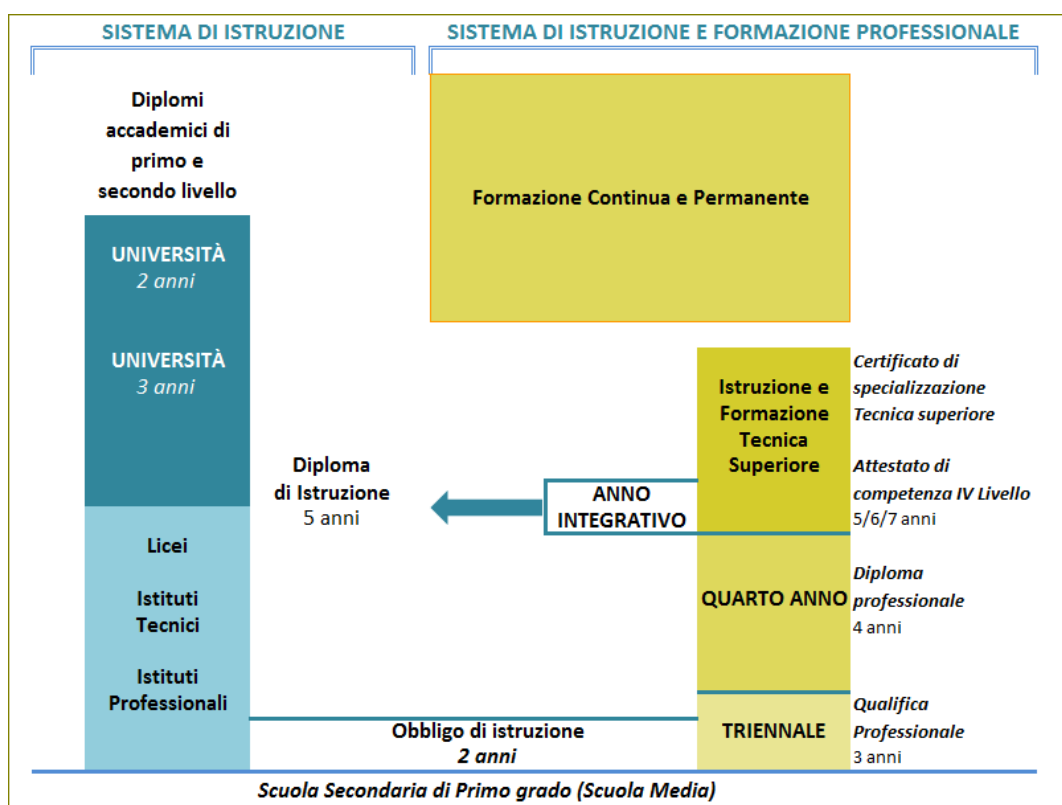 SISTEMA DI ISTRUZIONE
SISTEMA DI ISTRUZIONE E FORMAZIONE PROFESSIONALE
Diplomi
accademici di
primo e
secondo livello
UNIVERSITÀ
2 anni
UNIVERSITÀ
3 anni
Licei
Istituti
Tecnici
Istituti
Professionali
Diploma
di Istruzione
5 anni
Formazione Continua e Permanente
ANNO
INTEGRATIVO
Istruzione e
Formazione
Tecnica
Superiore
Certificato di
specializzazione
Tecnica superiore
Attestato di
competenza IV Livello
5/6/7 anni
QUARTO ANNO
Diploma
professionale
4 anni
TRIENNALE
Qualifica
Professionale
3 anni
Obbligo di istruzione
2 anni
Scuola Secondaria di Primo grado (Scuola Media)